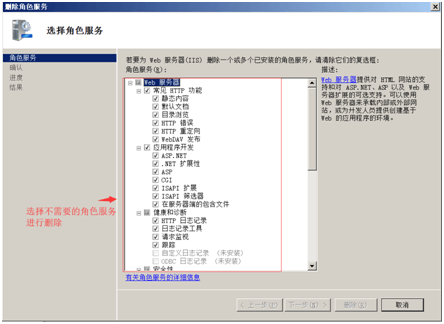 删除角色服务
选择角色服务
角色服务
确认
进度
结果
若要为 Web 服务器(IIS) 删除一个或多个已安装的角色服务，请清除它们的复选框:
角色服务(R):
Web 服务器
常见 HTTP 功能
静态内容
默认文档
目录浏览
HTTP 错误
HTTP 重定向
WebDAV 发布
应用程序开发
ASP.NET
.NET 扩展性
ASP
CGI
ISAPI 扩展
ISAPI 筛选器
在服务器端的包含文件
健康和诊断
HTTP 日志记录
日志记录工具
请求监视
跟踪
自定义日志记录 (未安装)
ODBC 日志记录 (未安装)
安全性
有关角色服务的详细信息
描述:
Web 服务器提供对 HTML 网站的支
持和对 ASP.NET、ASP 以及 Web 服
务器扩展的可选支持。可以使用
Web 服务器来承载内部或外部网
站，或为开发人员提供创建基于
Web 的应用程序的环境。
选择不需要的角色服务
进行删除
< 上一步(P)
下一步(N) >
删除(R)
取消